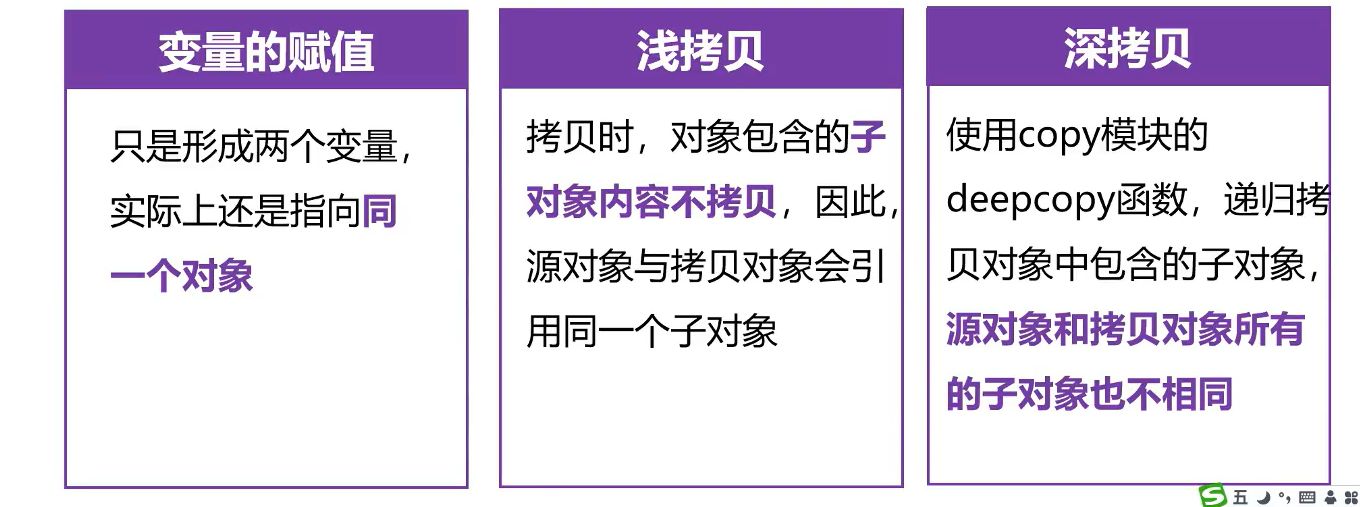 变量的赋值
只是形成两个变量，
实际上还是指向同
一个对象
浅拷贝
拷贝时，对象包含的子
对象内容不拷贝，因此，
源对象与拷贝对象会引
用同一个子对象
深拷贝
使用copy模块的
deepcopy函数，递归拷
贝对象中包含的子对象，
源对象和拷贝对象所有
的子对象也不相同
五